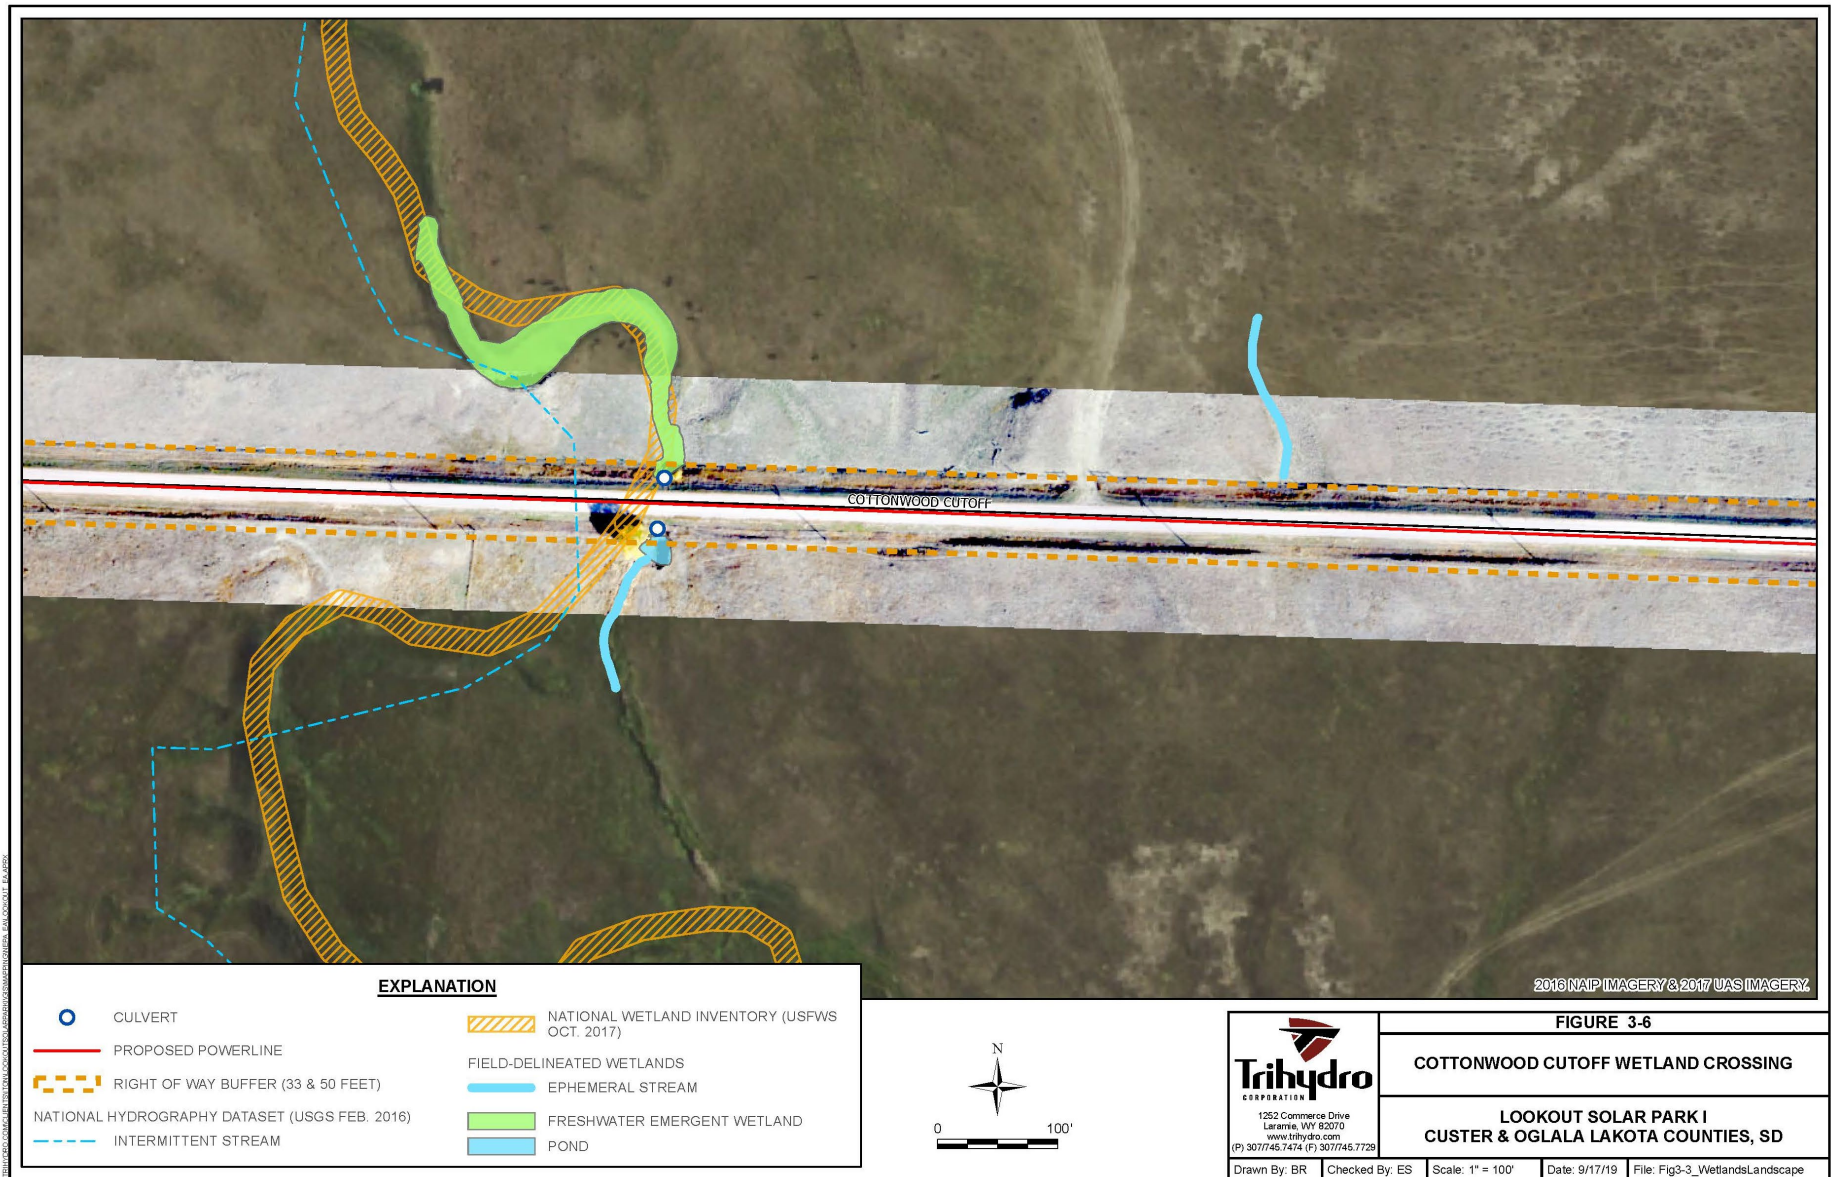 COTTONWOOD CUTOFF
2016 NAIP IMAGERY & 2017 UAS IMAGERY.
EXPLANATION
CULVERT
PROPOSED POWERLINE
RIGHT OF WAY BUFFER (33 & 50 FEET)
NATIONAL HYDROGRAPHY DATASET (USGS FEB. 2016)
INTERMITTENT STREAM
NATIONAL WETLAND INVENTORY (USFWS
OCT. 2017)
FIELD-DELINEATED WETLANDS
EPHEMERAL STREAM
FRESHWATER EMERGENT WETLAND
POND
N
0 100'
Trihydro
CORPORATION
1252 Commerce Drive
Laramie, WY 82070
www.trihydro.com
(P) 307/745.7474 (F) 307/745.7729
FIGURE 3-6
COTTONWOOD CUTOFF WETLAND CROSSING
LOOKOUT SOLAR PARK I
CUSTER & OGLALA LAKOTA COUNTIES, SD
Drawn By: BR
Checked By: ES
Scale: 1" = 100'
Date: 9/17/19
File: Fig3-3_WetlandsLandscape